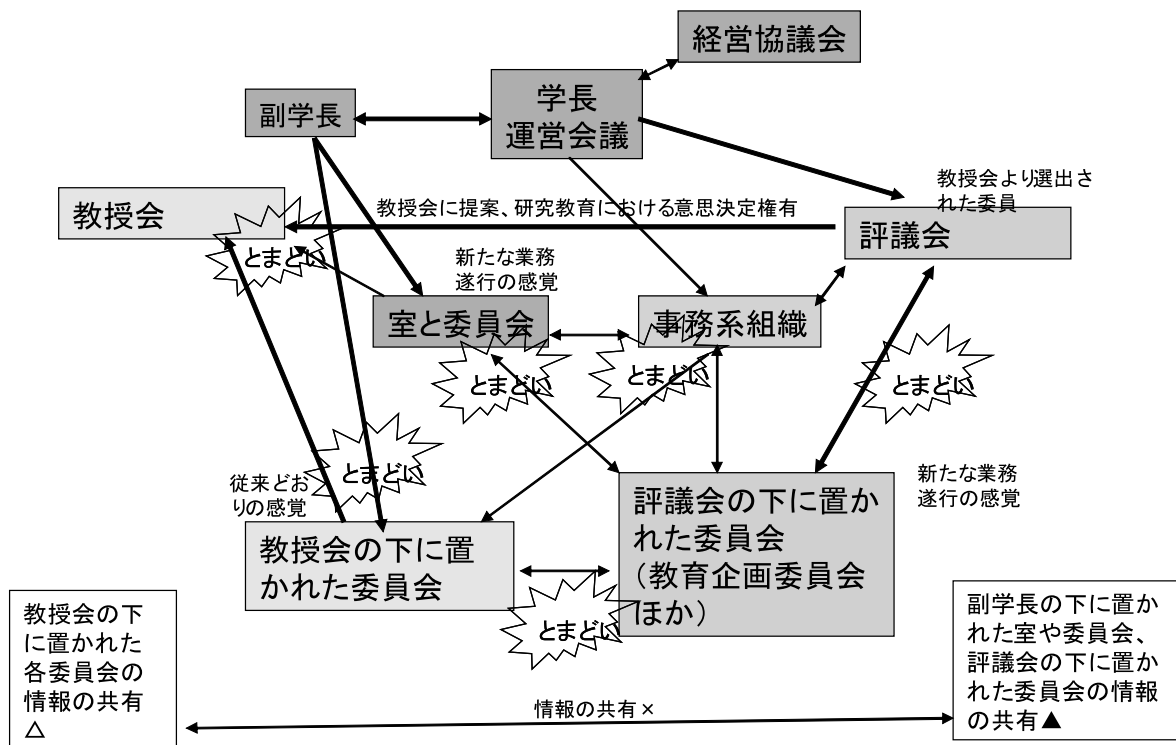 経営協議会
学長
運営会議
副学長
教授会より選出さ
れた委員
教授会
教授会に提案、研究教育における意思決定権有
評議会
とまどい
新たな業務
遂行の感覚
室と委員会
事務系組織
とまどい
とまどい
とまどい
とまどい
従来どお
りの感覚
新たな業務
遂行の感覚
評議会の下に置か
れた委員会
（教育企画委員会
ほか）
教授会の下に置
かれた委員会
とまどい
教授会の下
に置かれた
各委員会の
情報の共有
△
副学長の下に置か
れた室や委員会、
評議会の下に置か
れた委員会の情報
の共有▲
情報の共有×